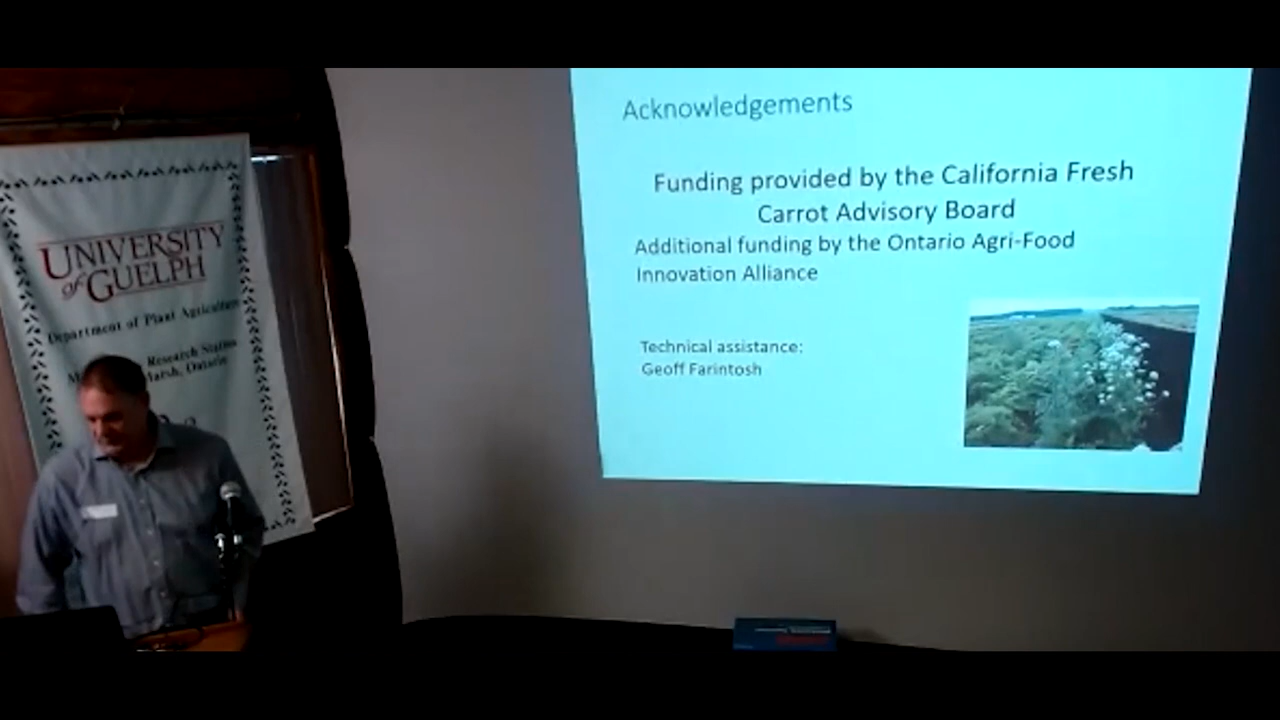 UNIVERSITY
of GUELPH
Department of Plant Agriculture
Research Station
Marsh, Ontario
Acknowledgements
Funding provided by the California Fresh
Carrot Advisory Board
Additional funding by the Ontario Agri-Food
Innovation Alliance
Technical assistance:
Geoff Farintosh